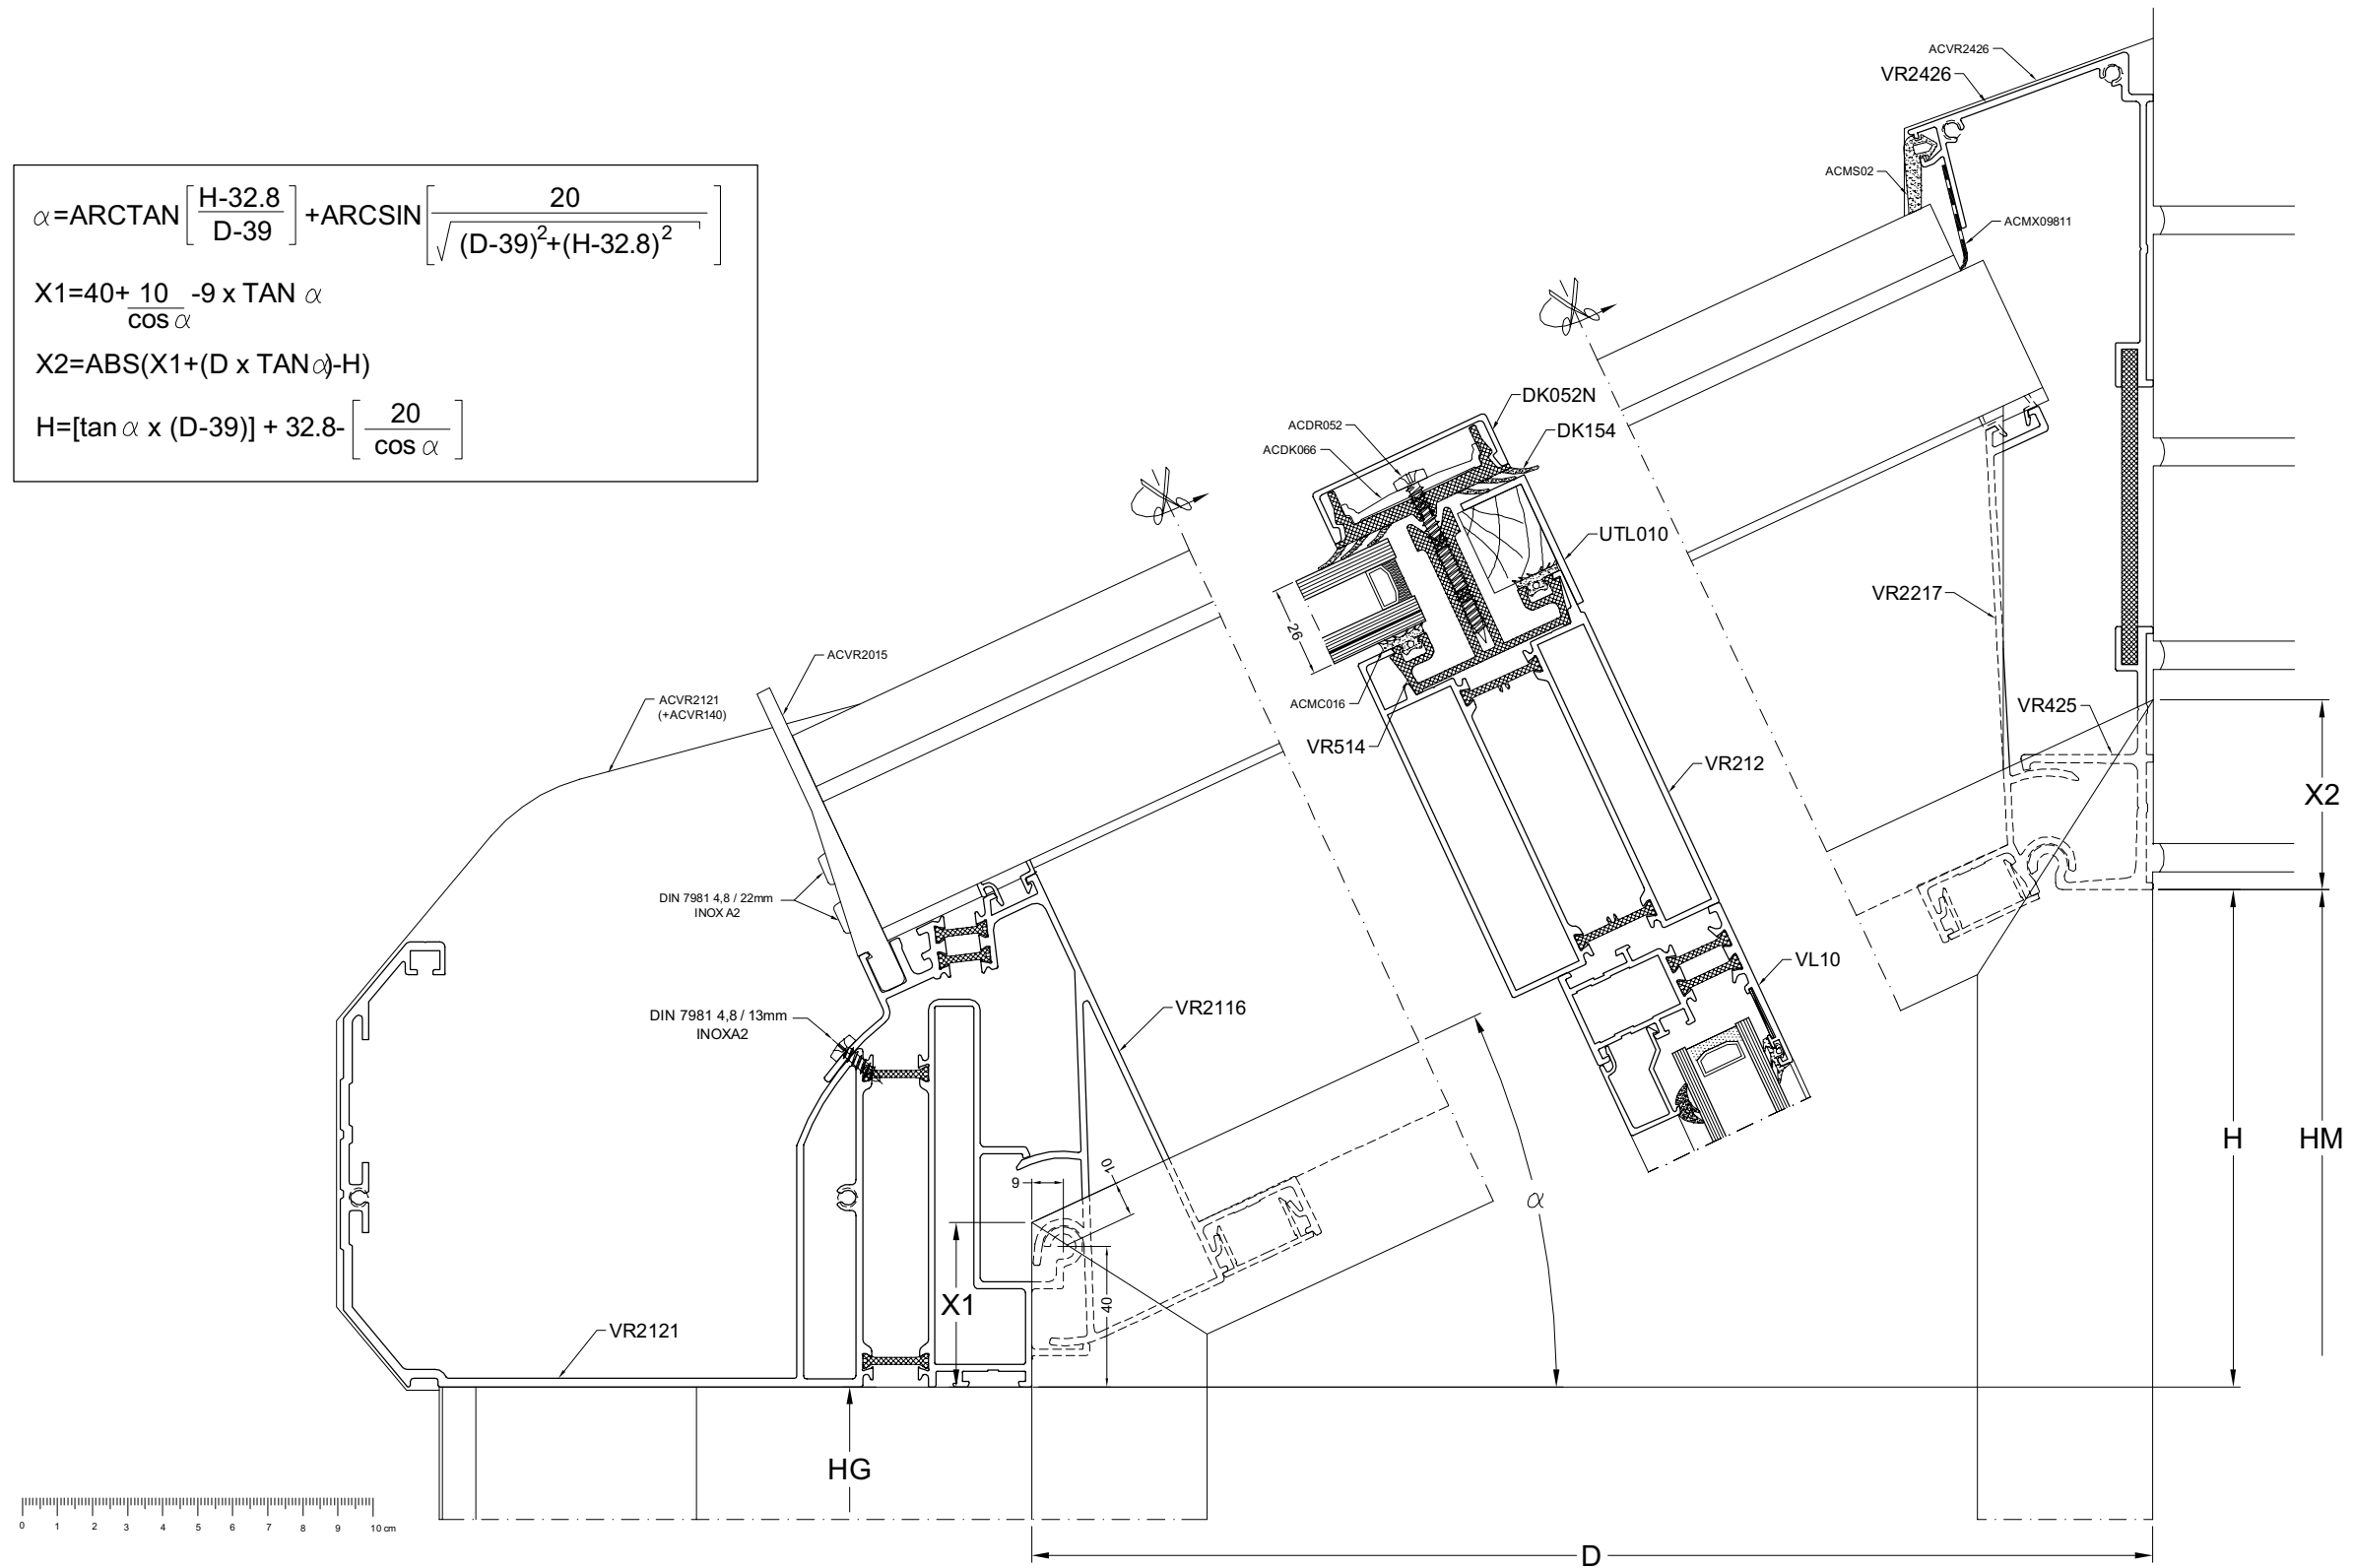 α=ARCTAN[H-32.8/D-39]+ARCSIN[20/√(D-39)²+(H-32.8)²]
X1=40+10/cos α -9 x TAN α
X2=ABS(X1+(D x TAN α)-H)
H=[tan α x (D-39)] + 32.8-[20/cos α]
ACVR2426
VR2426
ACMS02
ACMX09811
DK052N
ACDR052
DK154
ACDK066
UTL010
26
VR2217
ACVR2015
ACVR2121
(+ACVR140)
ACMC016
VR514
VR425
VR212
X2
DIN 7981 4,8 / 22mm
INOX A2
VL10
DIN 7981 4,8 / 13mm
INOXA2
VR2116
H
HM
10
9
α
X1
40
VR2121
HG
0 1 2 3 4 5 6 7 8 9 10 cm
D